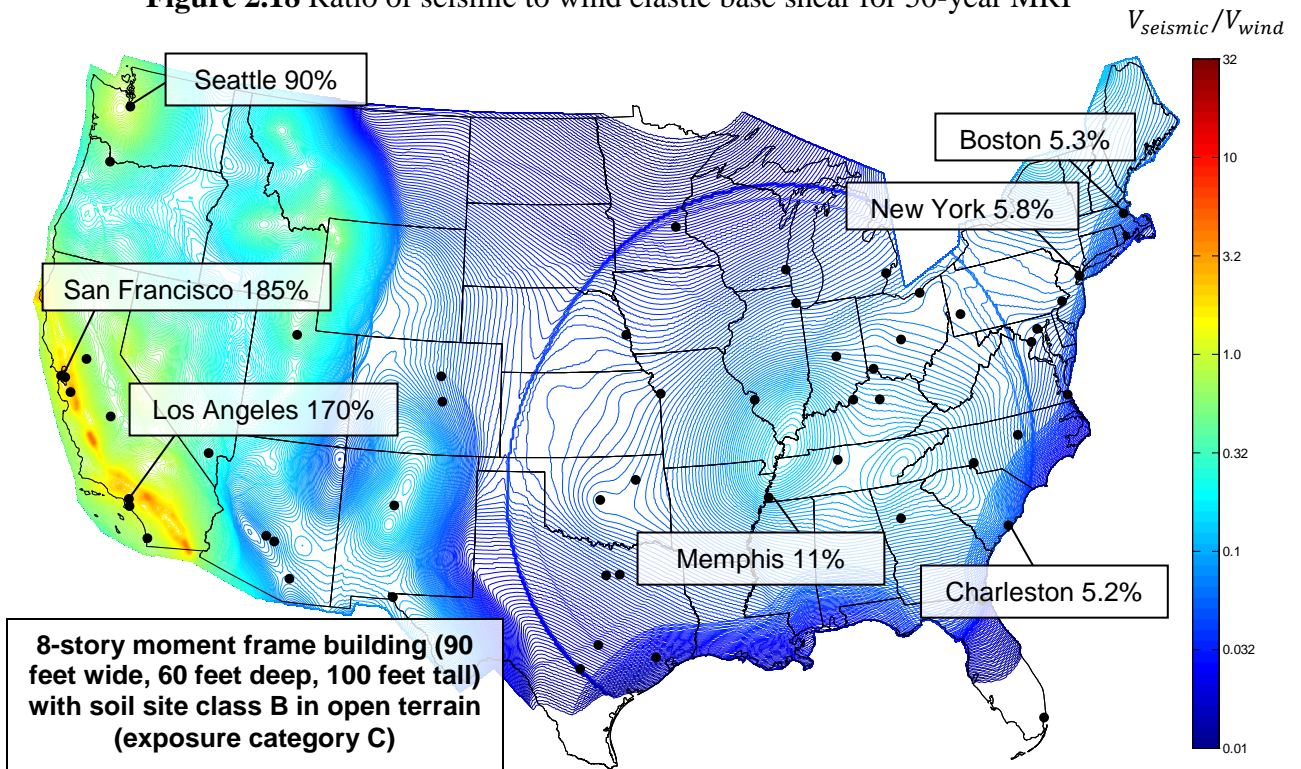 Figure 2.18 Ratio of seismic to wind elastic base shear for 50-year MRI
V_seismic/V_wind
32
Seattle 90%
Boston 5.3%
10
New York 5.8%
3.2
San Francisco 185%
1.0
Los Angeles 170%
0.32
Memphis 11%
0.1
Charleston 5.2%
8-story moment frame building (90
feet wide, 60 feet deep, 100 feet tall)
with soil site class B in open terrain
(exposure category C)
0.032
0.01